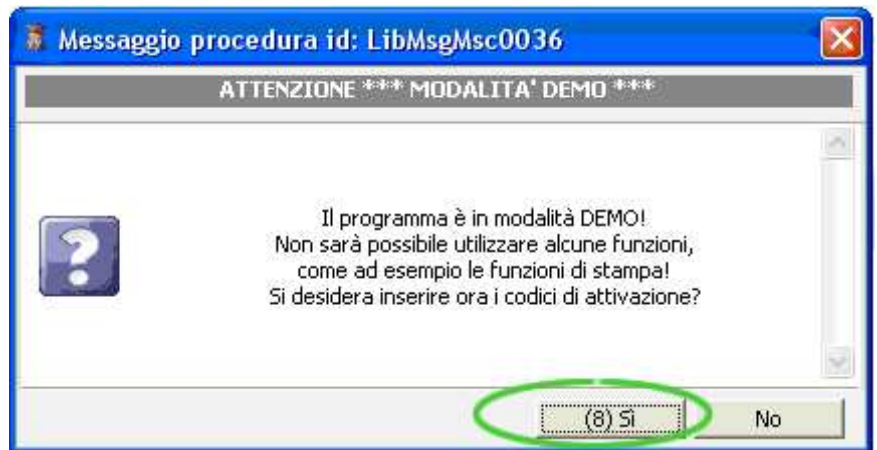 Messaggio procedura id: LibMsgMsc0036
ATTENZIONE *** MODALITA' DEMO ***
Il programma è in modalità DEMO!
Non sarà possibile utilizzare alcune funzioni,
come ad esempio le funzioni di stampa!
Si desidera inserire ora i codici di attivazione?
(8) Sì
No